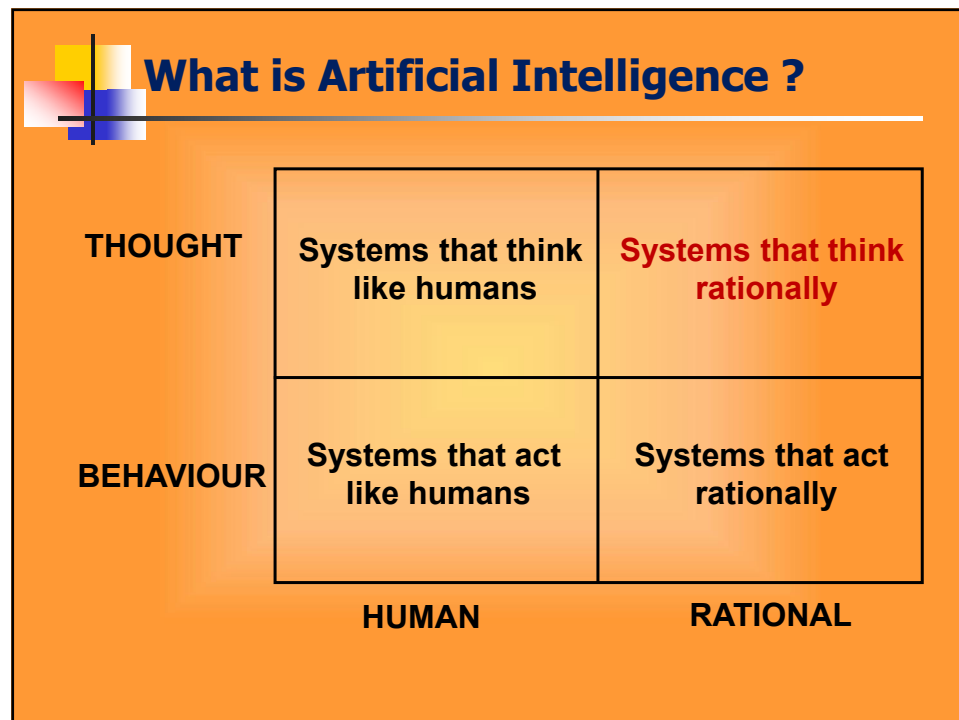 What is Artificial Intelligence ?
THOUGHT
Systems that think
like humans
Systems that think
rationally
BEHAVIOUR
Systems that act
like humans
Systems that act
rationally
HUMAN
RATIONAL